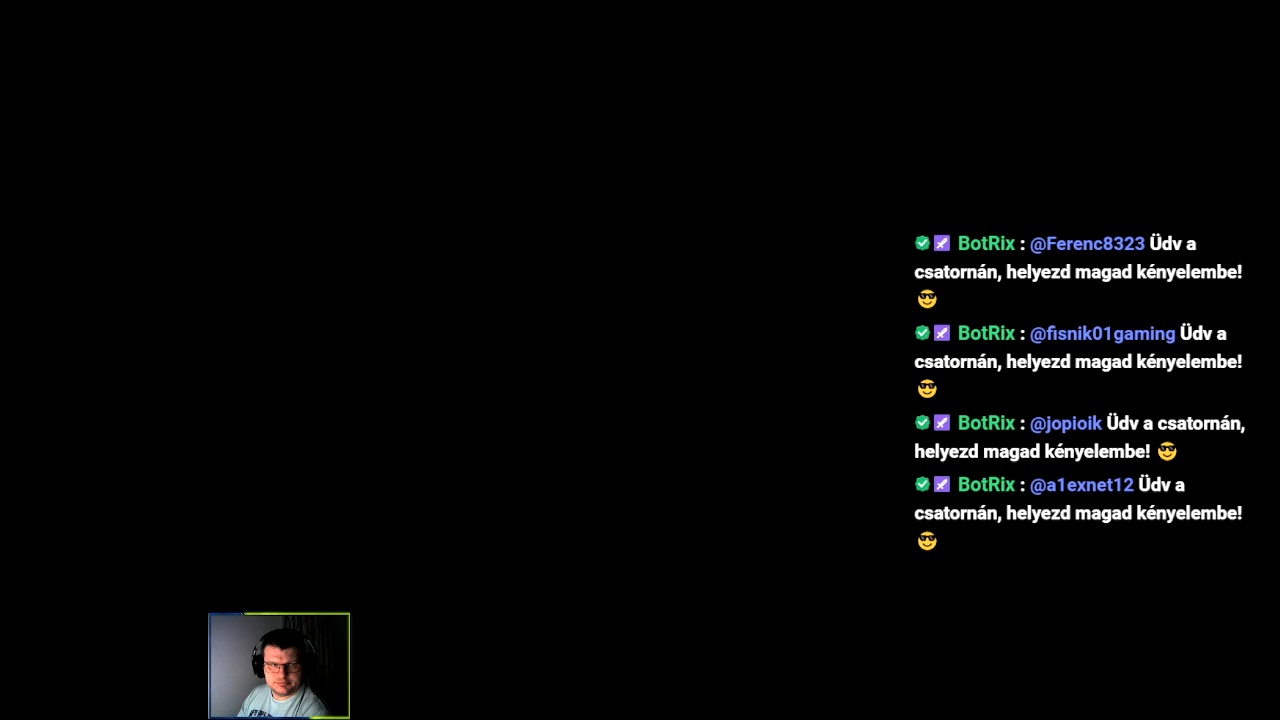 BotRix : @Ferenc8323 Üdv a
csatornán, helyezd magad kényelembe!
😎
BotRix : @fisnik01gaming Üdv a
csatornán, helyezd magad kényelembe!
😎
BotRix : @jopioik Üdv a csatornán,
helyezd magad kényelembe! 😎
BotRix : @a1exnet12 Üdv a
csatornán, helyezd magad kényelembe!
😎